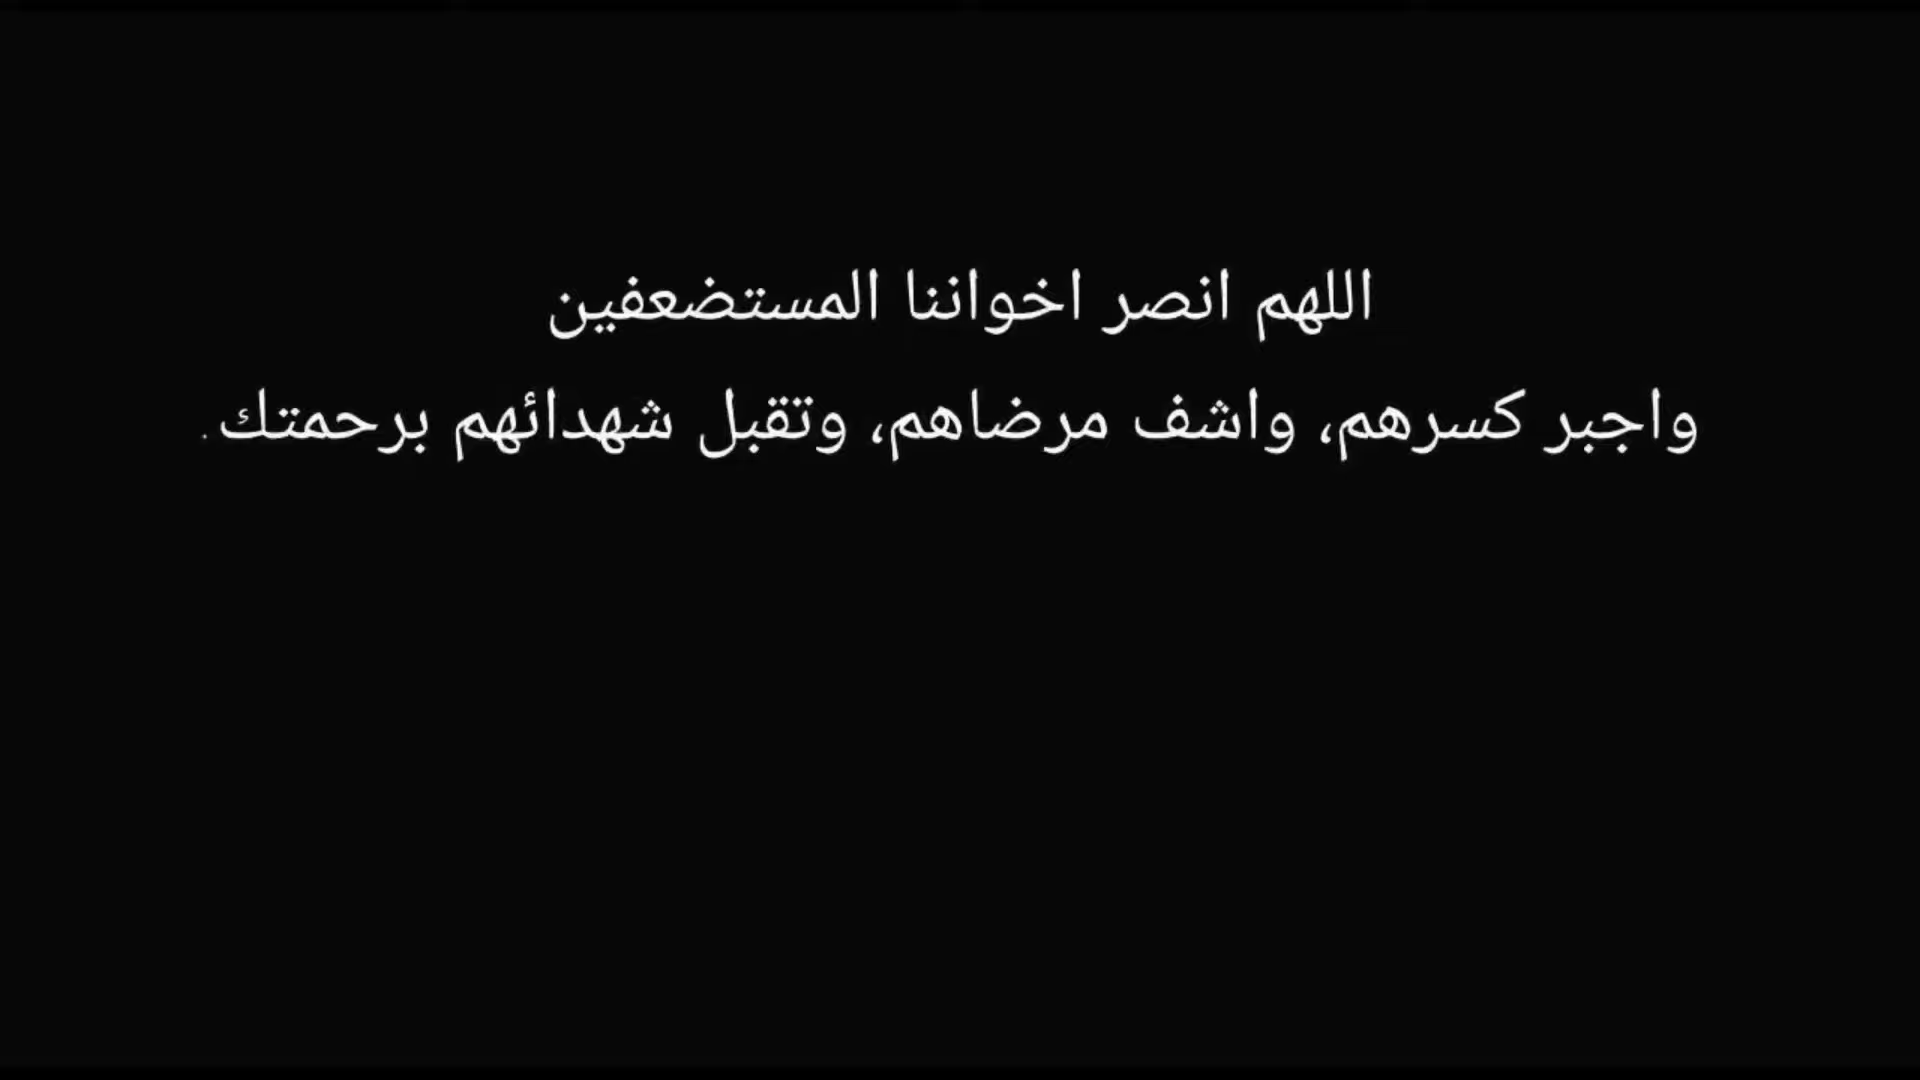 اللهم انصر اخواننا المستضعفين
واجبر كسرهم، واشف مرضاهم، وتقبل شهدائهم برحمتك.